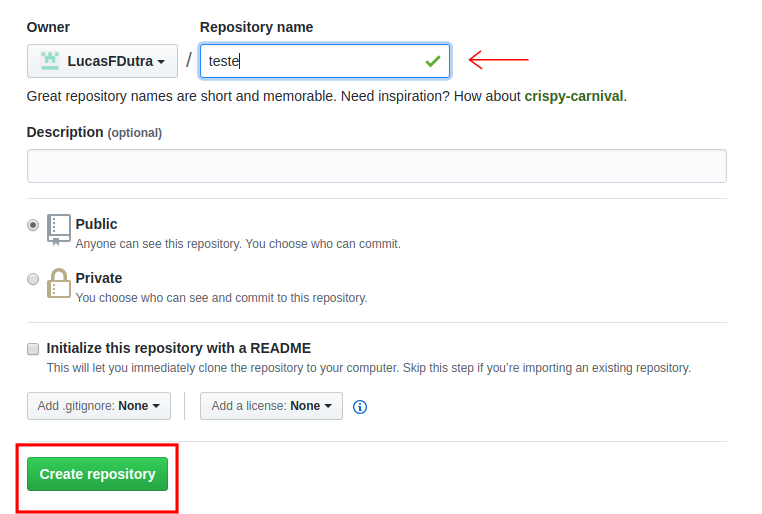 Owner
Repository name
LucasFDutra / teste
Great repository names are short and memorable. Need inspiration? How about crispy-carnival.
Description (optional)
Public
Anyone can see this repository. You choose who can commit.
Private
You choose who can see and commit to this repository.
Initialize this repository with a README
This will let you immediately clone the repository to your computer. Skip this step if you’re importing an existing repository.
Add .gitignore: None
Add a license: None
Create repository